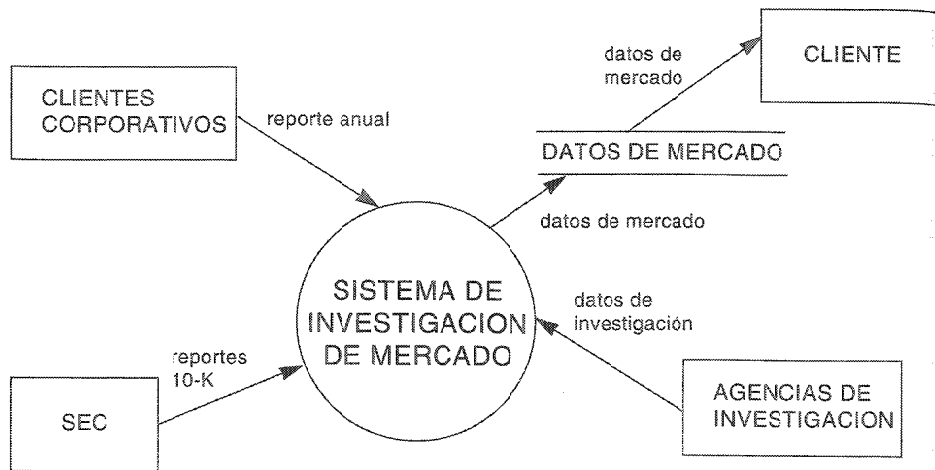 datos de
mercado
CLIENTE
CLIENTES
CORPORATIVOS
reporte anual
DATOS DE MERCADO
datos de mercado
SISTEMA DE
INVESTIGACION
DE MERCADO
datos de
investigación
reportes
10-K
SEC
AGENCIAS DE
INVESTIGACION